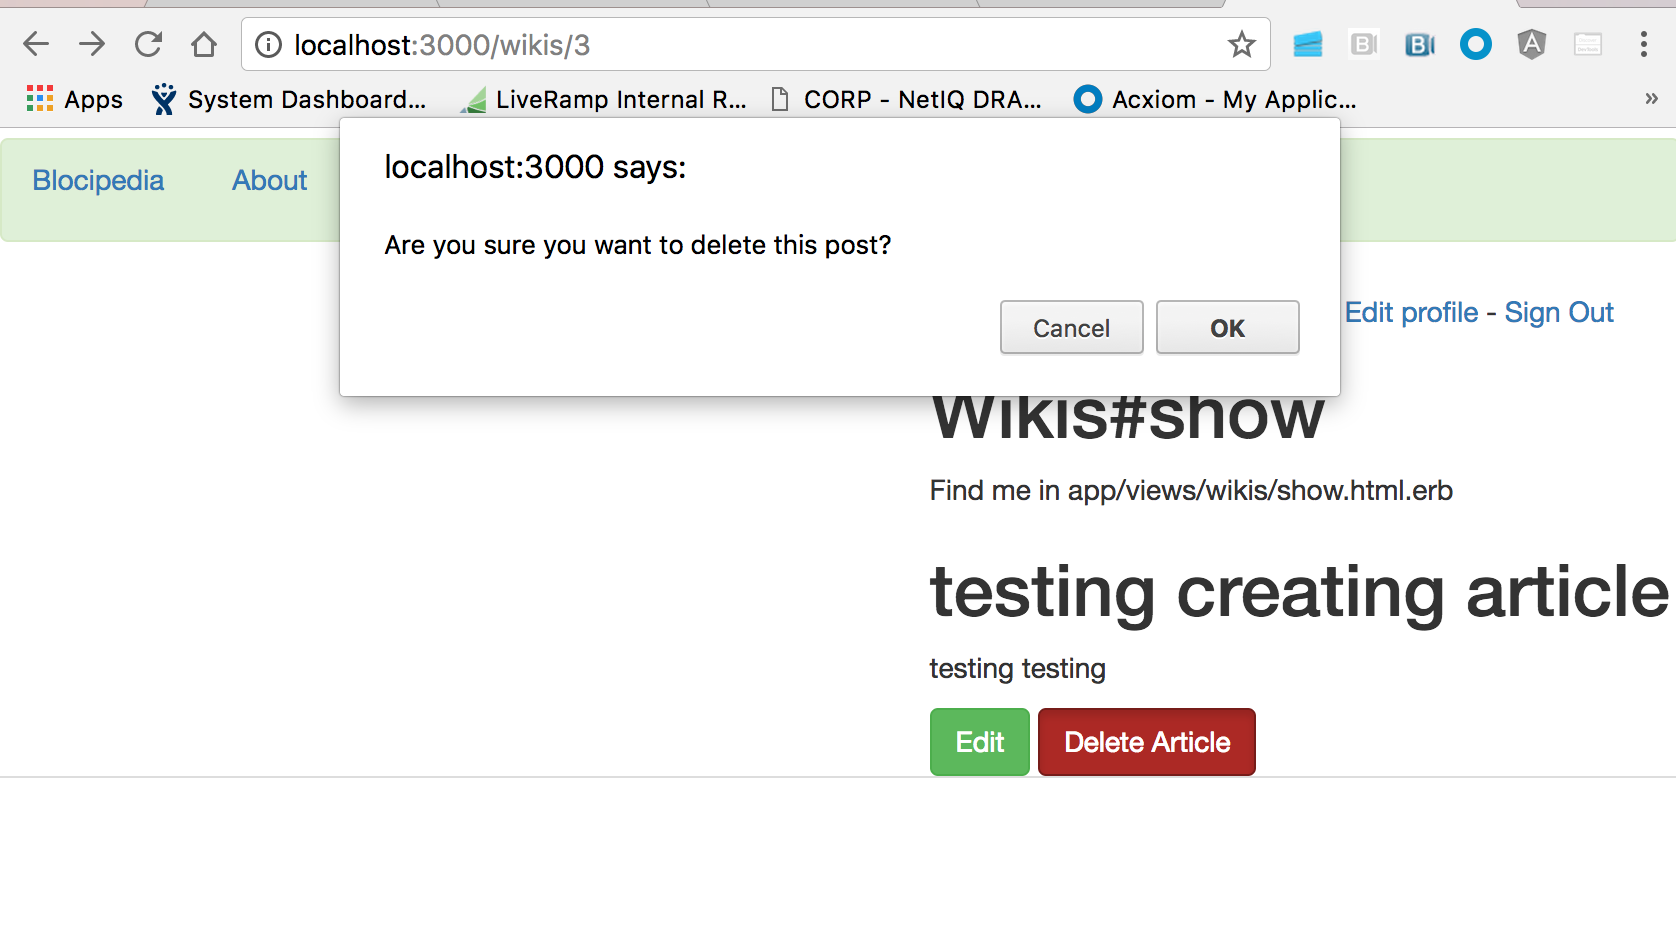 localhost:3000/wikis/3
Apps System Dashboard... LiveRamp Internal R... CORP - NetIQ DRA... Acxiom - My Applic... »
localhost:3000 says:
Are you sure you want to delete this post?
Cancel OK
Blocipedia About
Edit profile - Sign Out
Wikis#show
Find me in app/views/wikis/show.html.erb
testing creating article
testing testing
Edit Delete Article